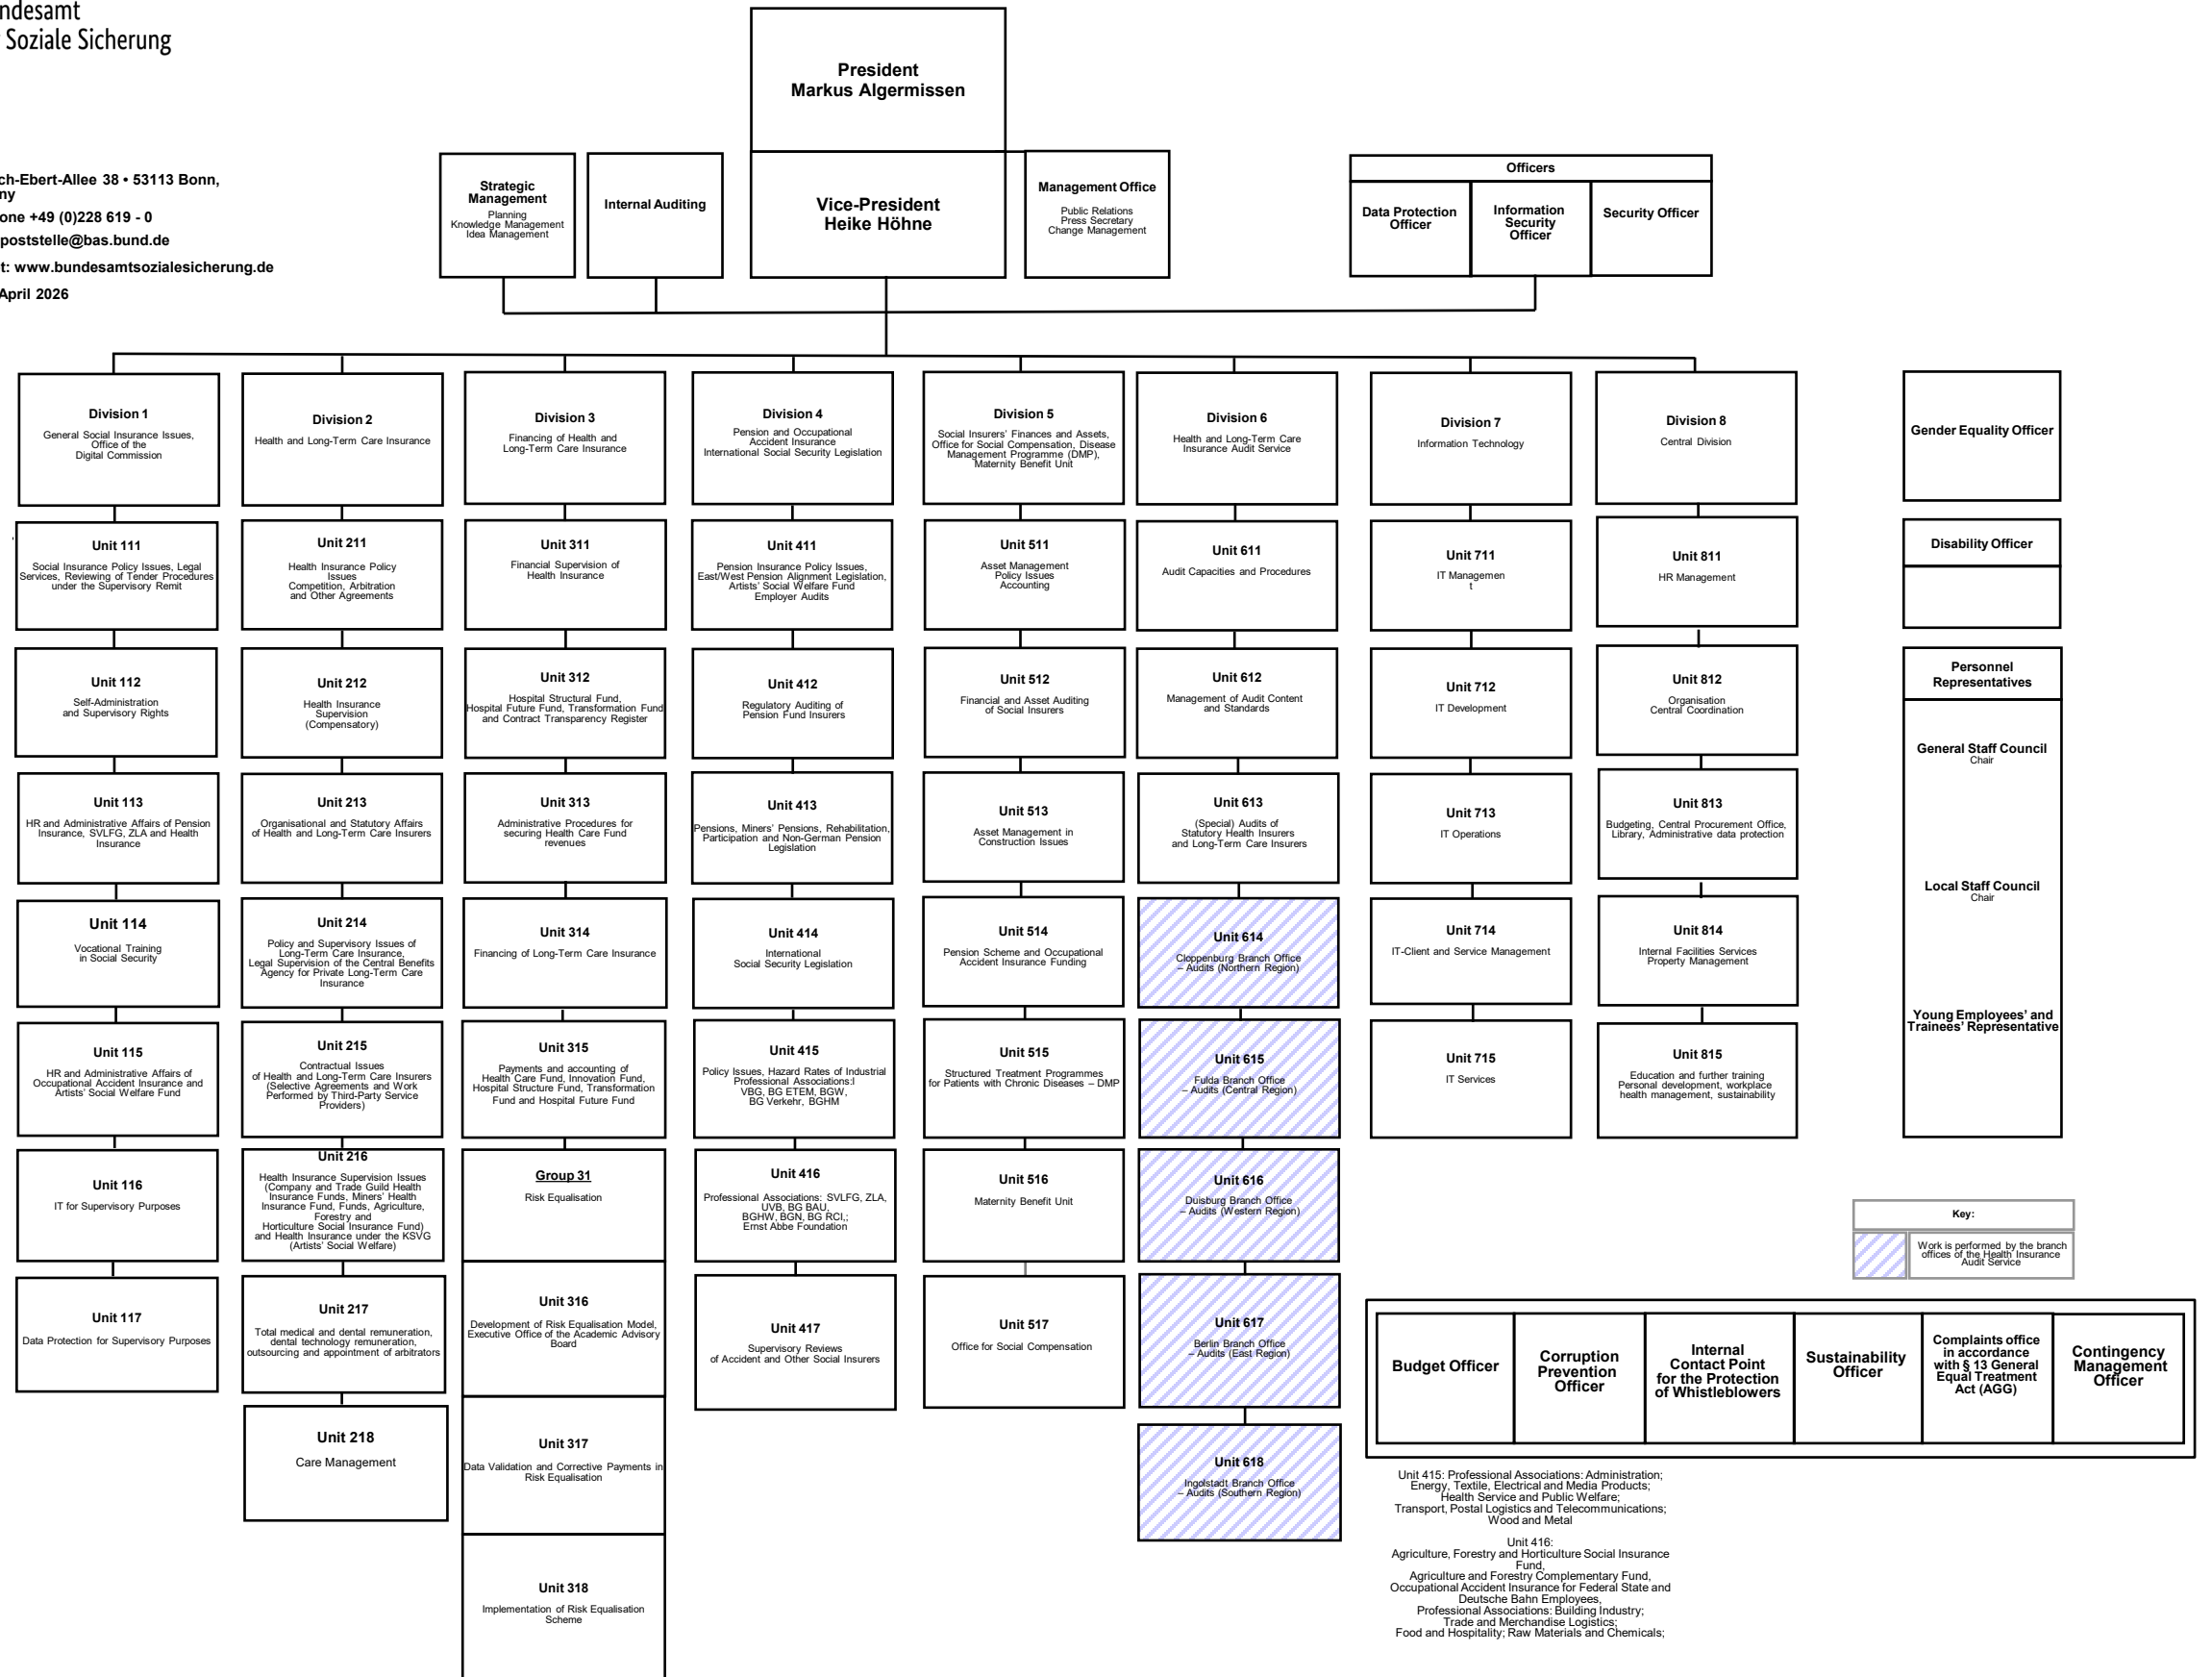 ndesamt
Soziale Sicherung
ch-Ebert-Allee 38 • 53113 Bonn,
ny
one +49 (0)228 619 - 0
poststelle@bas.bund.de
t: www.bundesamtsozialesicherung.de
April 2026
President
Markus Algermissen
Strategic
Management
Planning
Knowledge Management
Idea Management
Internal Auditing
Vice-President
Heike Höhne
Management Office
Public Relations
Press Secretary
Change Management
Officers
Data Protection
Officer
Information
Security
Officer
Security Officer
Division 1
General Social Insurance Issues,
Office of the
Digital Commission
Division 2
Health and Long-Term Care Insurance
Division 3
Financing of Health and
Long-Term Care Insurance
Division 4
Pension and Occupational
Accident Insurance
International Social Security Legislation
Division 5
Social Insurers' Finances and Assets,
Office for Social Compensation, Disease
Management Programme (DMP),
Maternity Benefit Unit
Division 6
Health and Long-Term Care
Insurance Audit Service
Division 7
Information Technology
Division 8
Central Division
Gender Equality Officer
Unit 111
Social Insurance Policy Issues, Legal
Services, Reviewing of Tender Procedures
under the Supervisory Remit
Unit 211
Health Insurance Policy
Issues
Competition, Arbitration
and Other Agreements
Unit 311
Financial Supervision of
Health Insurance
Unit 411
Pension Insurance Policy Issues,
East/West Pension Alignment Legislation,
Artists' Social Welfare Fund
Employer Audits
Unit 511
Asset Management
Policy Issues
Accounting
Unit 611
Audit Capacities and Procedures
Unit 711
IT Managemen
t
Unit 811
HR Management
Disability Officer
Unit 112
Self-Administration
and Supervisory Rights
Unit 212
Health Insurance
Supervision
(Compensatory)
Unit 312
Hospital Structural Fund,
Hospital Future Fund, Transformation Fund
and Contract Transparency Register
Unit 412
Regulatory Auditing of
Pension Fund Insurers
Unit 512
Financial and Asset Auditing
of Social Insurers
Unit 612
Management of Audit Content
and Standards
Unit 712
IT Development
Unit 812
Organisation
Central Coordination
Personnel
Representatives
General Staff Council
Chair
Local Staff Council
Chair
Young Employees' and
Trainees' Representative
Unit 113
HR and Administrative Affairs of Pension
Insurance, SVLFG, ZLA and Health
Insurance
Unit 213
Organisational and Statutory Affairs
of Health and Long-Term Care Insurers
Unit 313
Administrative Procedures for
securing Health Care Fund
revenues
Unit 413
Pensions, Miners' Pensions, Rehabilitation,
Participation and Non-German Pension
Legislation
Unit 513
Asset Management in
Construction Issues
Unit 613
(Special) Audits of
Statutory Health Insurers
and Long-Term Care Insurers
Unit 713
IT Operations
Unit 813
Budgeting, Central Procurement Office,
Library, Administrative data protection
Unit 114
Vocational Training
in Social Security
Unit 214
Policy and Supervisory Issues of
Long-Term Care Insurance,
Legal Supervision of the Central Benefits
Agency for Private Long-Term Care
Insurance
Unit 314
Financing of Long-Term Care Insurance
Unit 414
International
Social Security Legislation
Unit 514
Pension Scheme and Occupational
Accident Insurance Funding
Unit 614
Cloppenburg Branch Office
– Audits (Northern Region)
Unit 714
IT-Client and Service Management
Unit 814
Internal Facilities Services
Property Management
Unit 115
HR and Administrative Affairs of
Occupational Accident Insurance and
Artists' Social Welfare Fund
Unit 215
Contractual Issues
of Health and Long-Term Care Insurers
(Selective Agreements and Work
Performed by Third-Party Service
Providers)
Unit 315
Payments and accounting of
Health Care Fund, Innovation Fund,
Hospital Structure Fund, Transformation
Fund and Hospital Future Fund
Unit 415
Policy Issues, Hazard Rates of Industrial
Professional Associations:l
VBG, BG ETEM, BGW,
BG Verkehr, BGHM
Unit 515
Structured Treatment Programmes
for Patients with Chronic Diseases – DMP
Unit 615
Fulda Branch Office
– Audits (Central Region)
Unit 715
IT Services
Unit 815
Education and further training
Personal development, workplace
health management, sustainability
Unit 116
IT for Supervisory Purposes
Unit 216
Health Insurance Supervision Issues
(Company and Trade Guild Health
Insurance Funds, Miners' Health
Insurance Fund, Funds, Agriculture,
Forestry and
Horticulture Social Insurance Fund)
and Health Insurance under the KSVG
(Artists' Social Welfare)
Group 31
Risk Equalisation
Unit 416
Professional Associations: SVLFG, ZLA,
UVB, BG BAU,
BGHW, BGN, BG RCI,;
Ernst Abbe Foundation
Unit 516
Maternity Benefit Unit
Unit 616
Duisburg Branch Office
– Audits (Western Region)
Key:
Work is performed by the branch
offices of the Health Insurance
Audit Service
Unit 117
Data Protection for Supervisory Purposes
Unit 217
Total medical and dental remuneration,
dental technology remuneration,
outsourcing and appointment of arbitrators
Unit 316
Development of Risk Equalisation Model,
Executive Office of the Academic Advisory
Board
Unit 417
Supervisory Reviews
of Accident and Other Social Insurers
Unit 517
Office for Social Compensation
Unit 617
Berlin Branch Office
– Audits (East Region)
Budget Officer
Corruption
Prevention
Officer
Internal
Contact Point
for the Protection
of Whistleblowers
Sustainability
Officer
Complaints office
in accordance
with § 13 General
Equal Treatment
Act (AGG)
Contingency
Management
Officer
Unit 218
Care Management
Unit 317
Data Validation and Corrective Payments in
Risk Equalisation
Unit 618
Ingolstadt Branch Office
– Audits (Southern Region)
Unit 318
Implementation of Risk Equalisation
Scheme
Unit 415: Professional Associations: Administration;
Energy, Textile, Electrical and Media Products;
Health Service and Public Welfare;
Transport, Postal Logistics and Telecommunications;
Wood and Metal
Unit 416:
Agriculture, Forestry and Horticulture Social Insurance
Fund,
Agriculture and Forestry Complementary Fund,
Occupational Accident Insurance for Federal State and
Deutsche Bahn Employees,
Professional Associations: Building Industry;
Trade and Merchandise Logistics;
Food and Hospitality; Raw Materials and Chemicals;